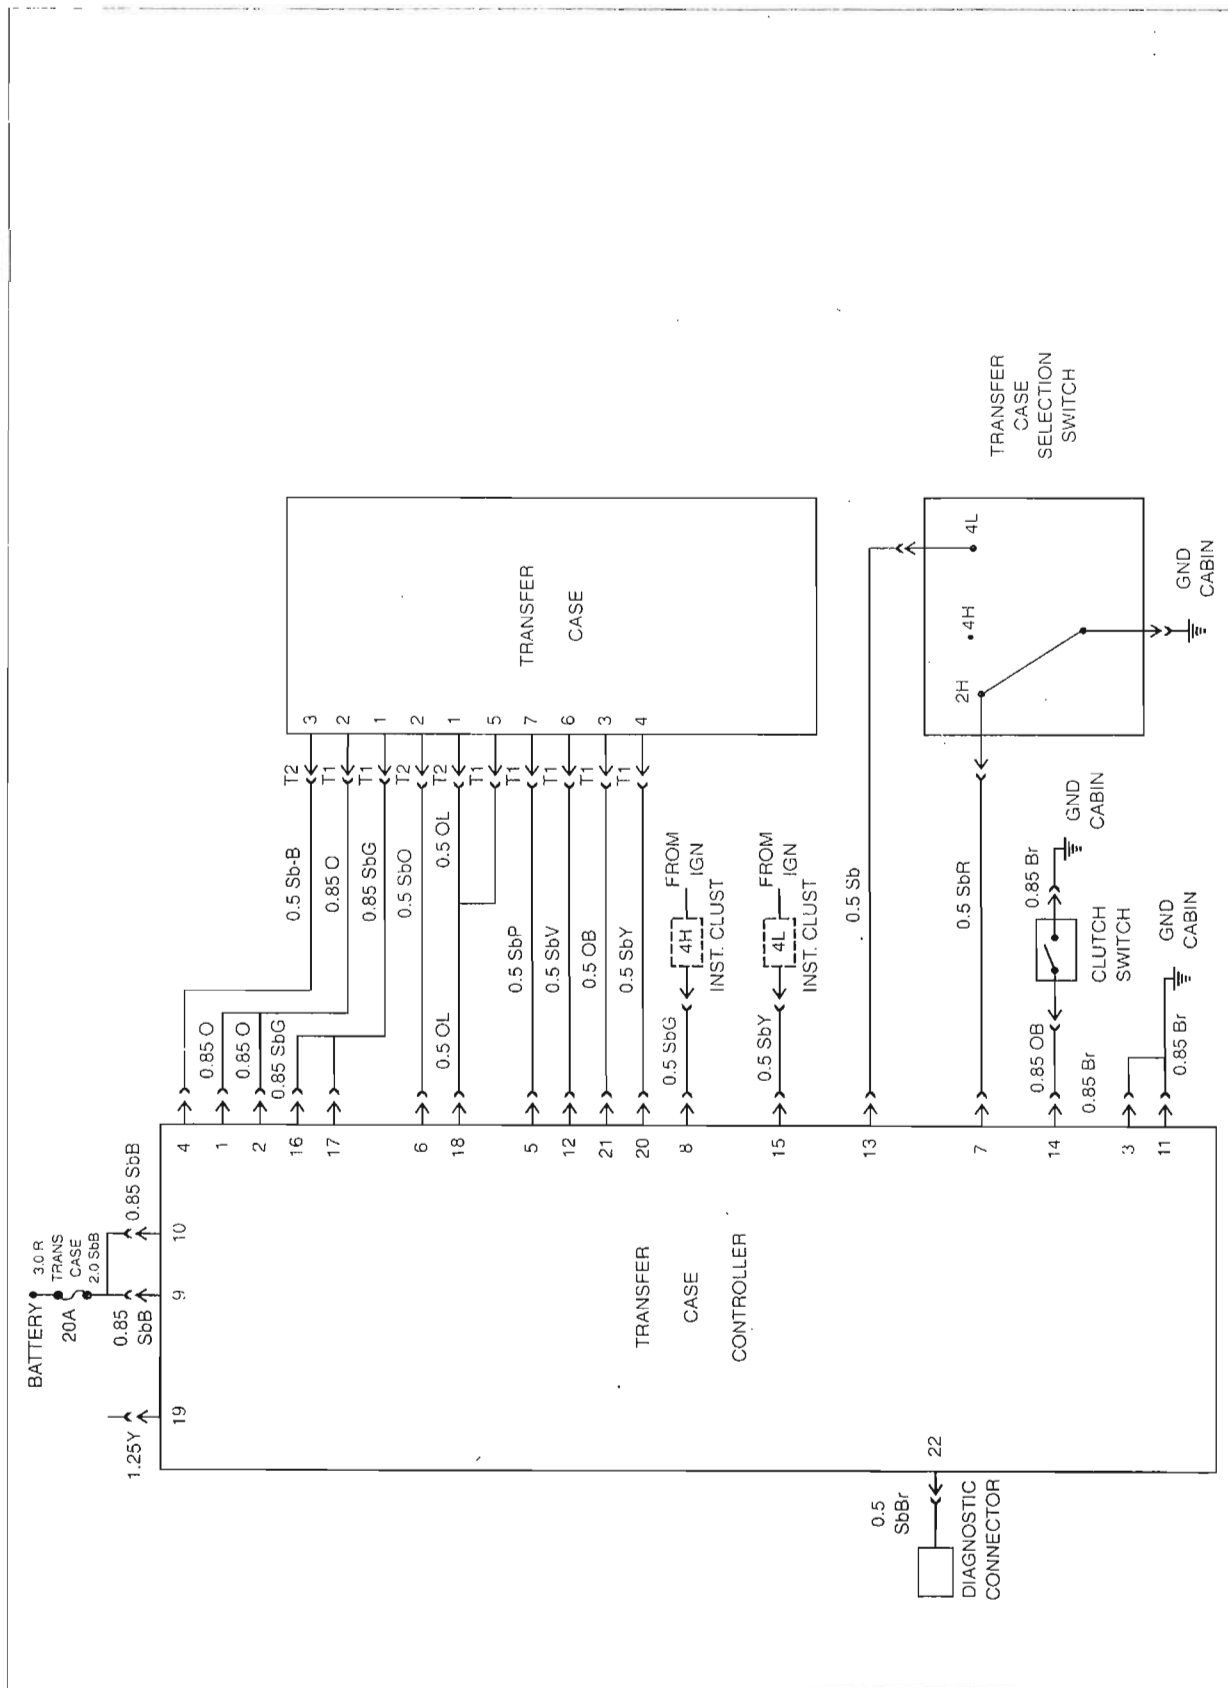 BATTERY
3.0 R
20A
TRANS
CASE
2.0 SbB
1.25Y
0.85
SbB
0.85 SbB
19
9
10
4
1
2
16
17
6
18
5
12
21
20
8
15
13
7
14
3
11
22
TRANSFER
CASE
CONTROLLER
0.5
SbBr
DIAGNOSTIC
CONNECTOR
0.85 O
0.85 O
0.85 SbG
0.5 OL
0.5 Sb-B
0.85 O
0.85 SbG
0.5 SbO
0.5 OL
0.5 SbP
0.5 SbV
0.5 OB
0.5 SbY
T2
T1
T1
T2
T2
T1
T1
T1
T1
T1
3
2
1
2
1
5
7
6
3
4
TRANSFER
CASE
0.5 SbG
4H
INST. CLUST
FROM
IGN
0.5 SbY
4L
INST. CLUST
FROM
IGN
0.5 Sb
0.5 SbR
2H
4H
4L
TRANSFER
CASE
SELECTION
SWITCH
GND
CABIN
0.85 OB
0.85 Br
CLUTCH
SWITCH
GND
CABIN
0.85 Br
0.85 Br
GND
CABIN